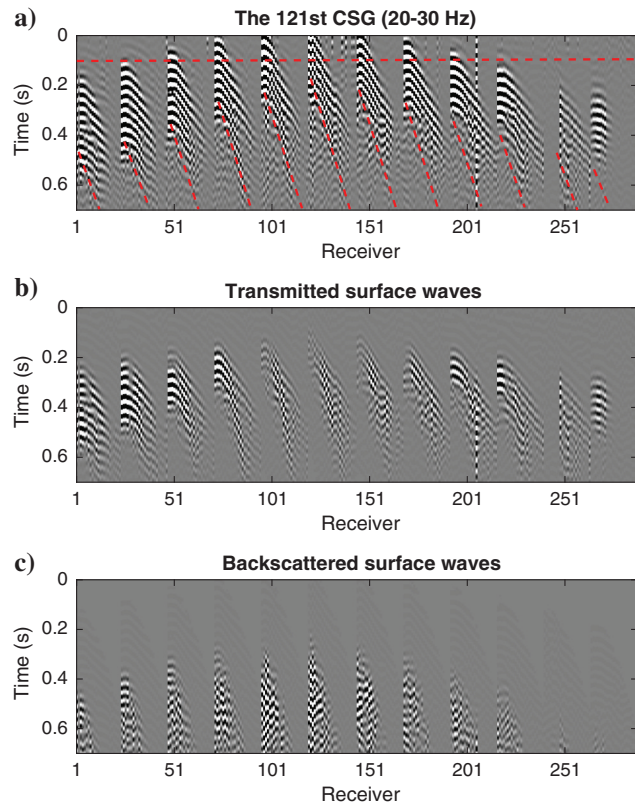 a)
The 121st CSG (20-30 Hz)
0
0.2
0.4
0.6
Time (s)
1 51 101 151 201 251
Receiver
b)
Transmitted surface waves
0
0.2
0.4
0.6
Time (s)
1 51 101 151 201 251
Receiver
c)
Backscattered surface waves
0
0.2
0.4
0.6
Time (s)
1 51 101 151 201 251
Receiver